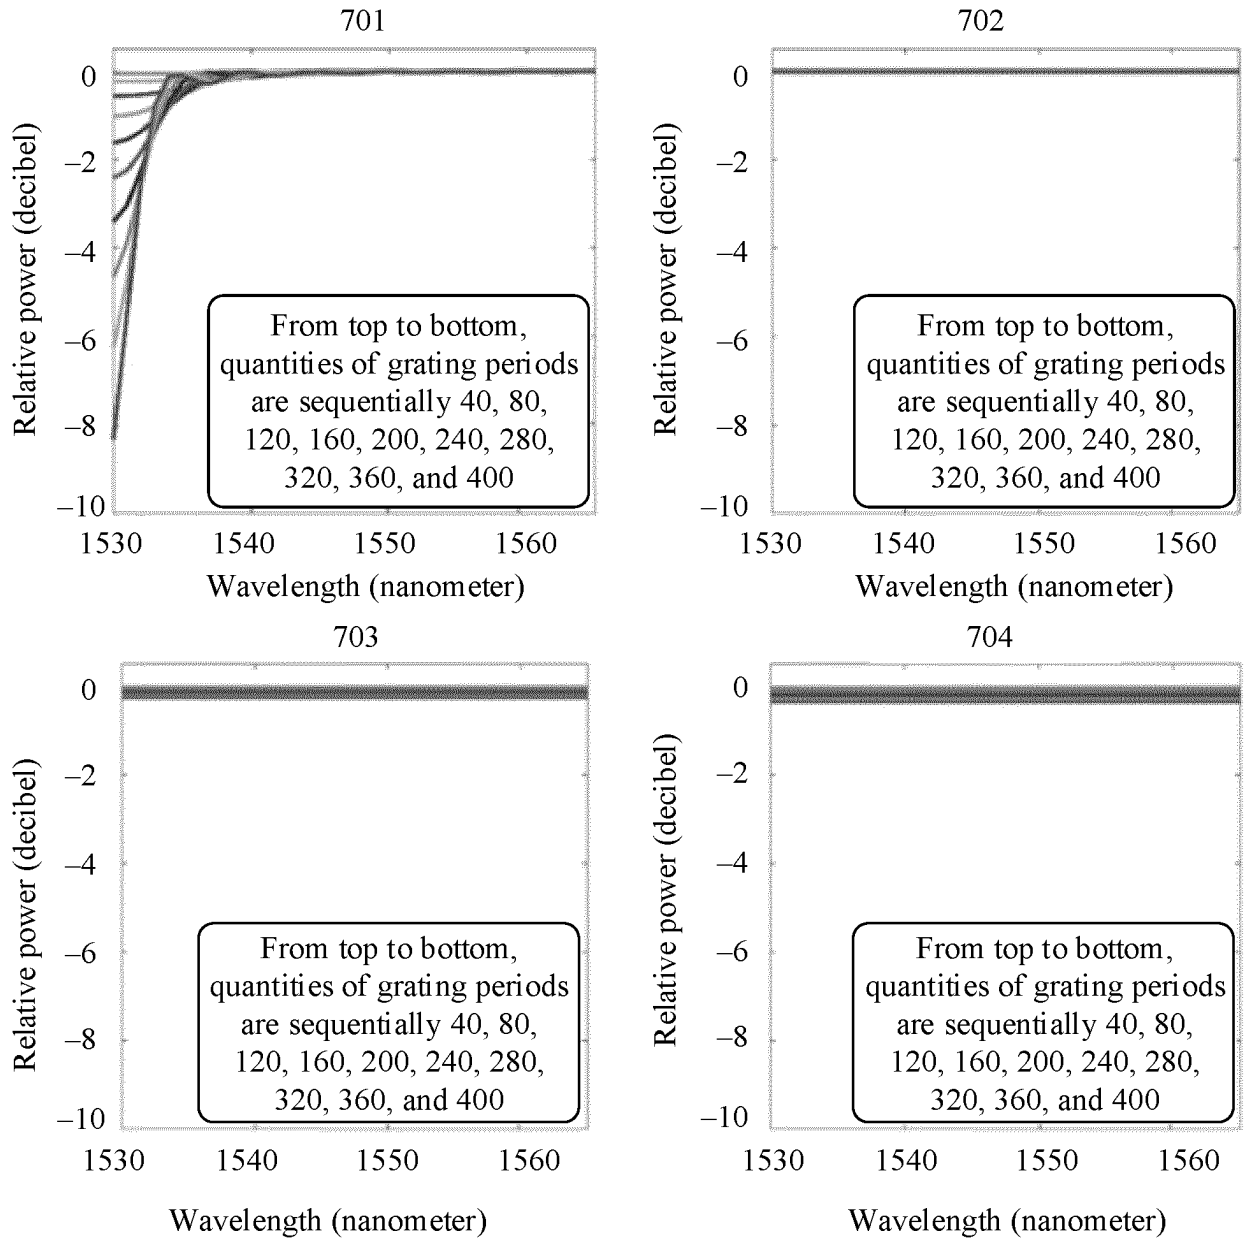 701
0
–2
–4
–6
–8
–10
Relative power (decibel)
From top to bottom,
quantities of grating periods
are sequentially 40, 80,
120, 160, 200, 240, 280,
320, 360, and 400
1530 1540 1550 1560
Wavelength (nanometer)
702
0
–2
–4
–6
–8
–10
Relative power (decibel)
From top to bottom,
quantities of grating periods
are sequentially 40, 80,
120, 160, 200, 240, 280,
320, 360, and 400
1530 1540 1550 1560
Wavelength (nanometer)
703
0
–2
–4
–6
–8
–10
Relative power (decibel)
From top to bottom,
quantities of grating periods
are sequentially 40, 80,
120, 160, 200, 240, 280,
320, 360, and 400
1530 1540 1550 1560
Wavelength (nanometer)
704
0
–2
–4
–6
–8
–10
Relative power (decibel)
From top to bottom,
quantities of grating periods
are sequentially 40, 80,
120, 160, 200, 240, 280,
320, 360, and 400
1530 1540 1550 1560
Wavelength (nanometer)